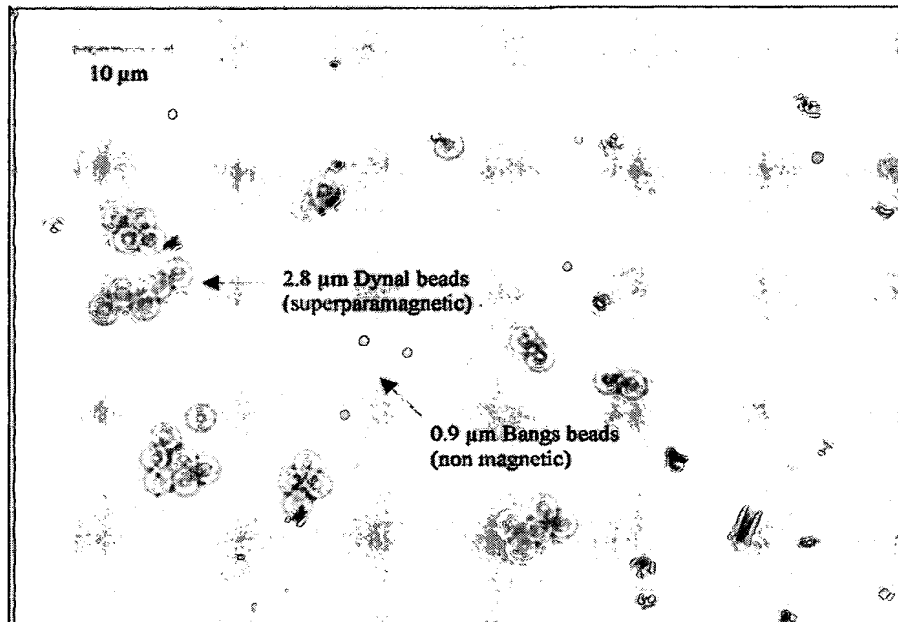 10 µm
2.8 µm Dynal beads
(superparamagnetic)
0.9 µm Bangs beads
(non magnetic)